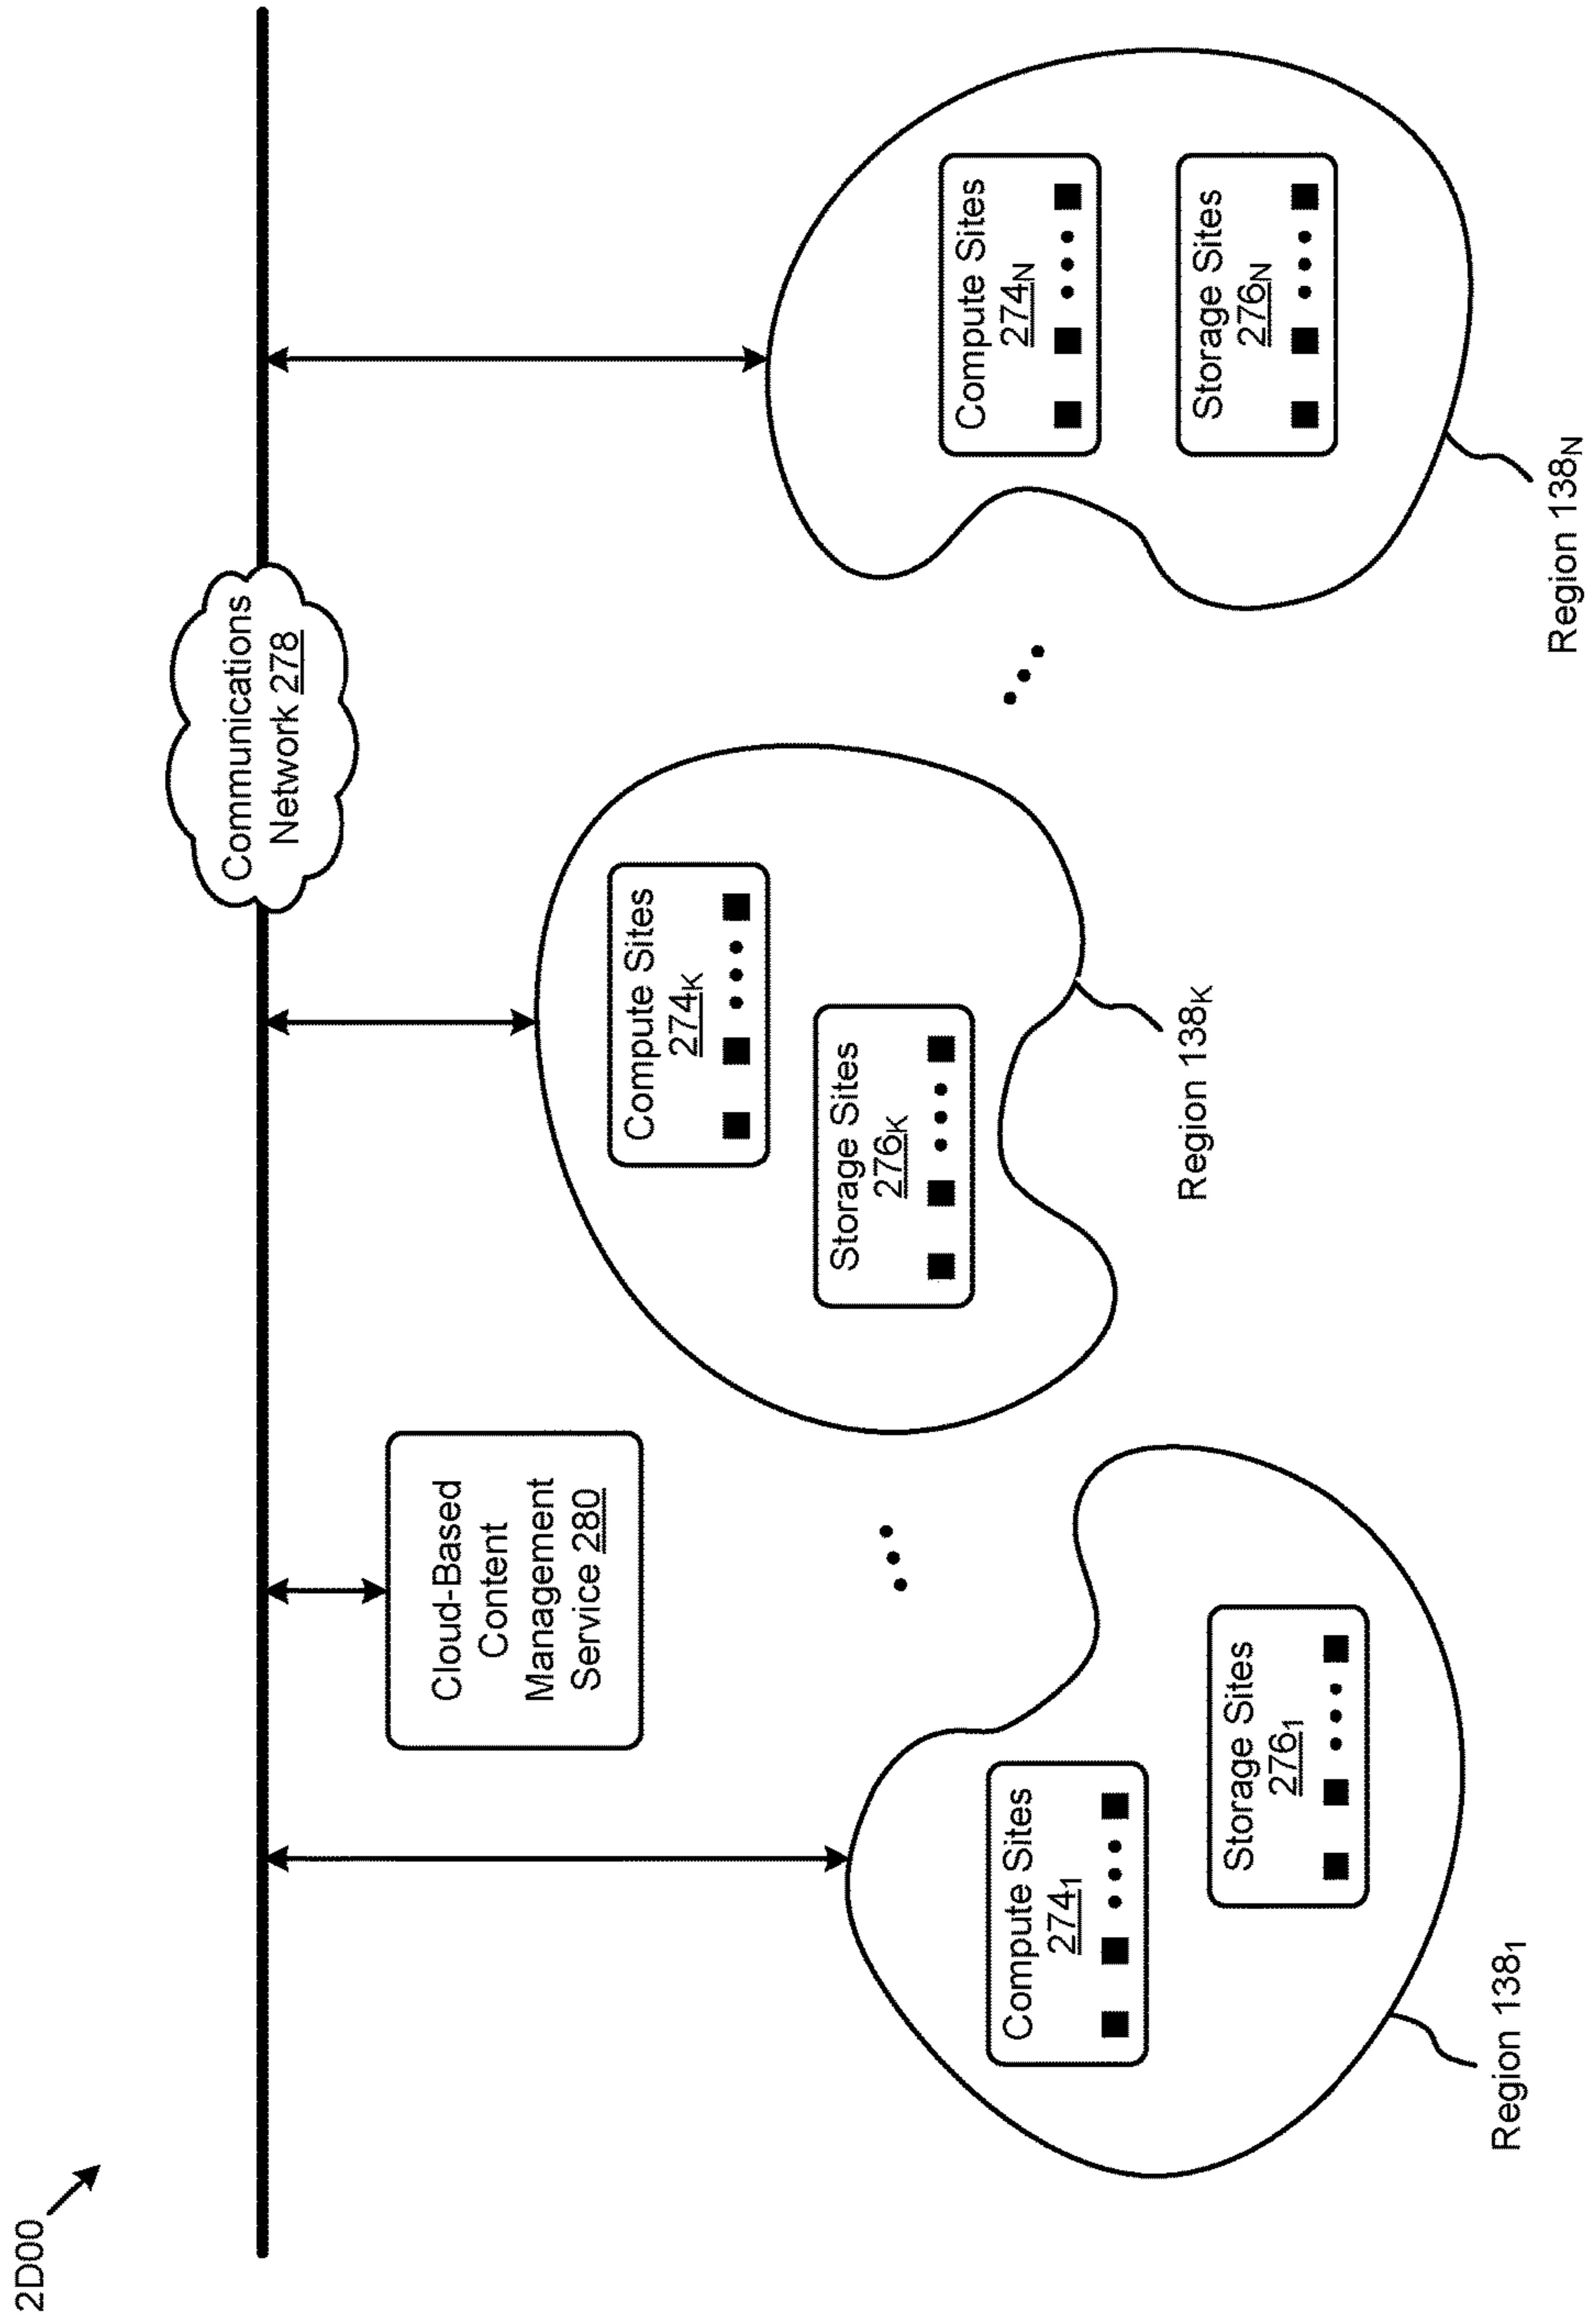 2D00
Communications
Network 278
Cloud-Based
Content
Management
Service 280
Compute Sites
274₁
Storage Sites
276₁
Region 138₁
Compute Sites
274K
Storage Sites
276K
Region 138K
Compute Sites
274N
Storage Sites
276N
Region 138N